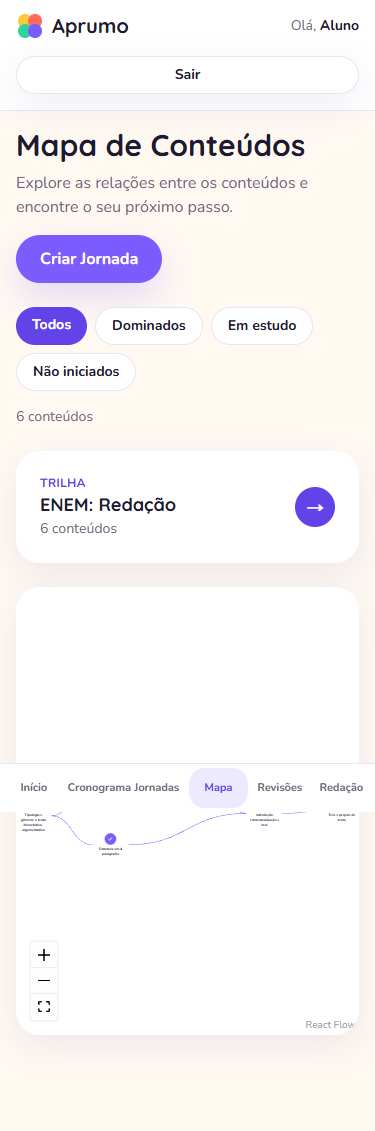 Aprumo
Olá, Aluno
Sair
Mapa de Conteúdos
Explore as relações entre os conteúdos e
encontre o seu próximo passo.
Criar Jornada
Todos
Dominados
Em estudo
Não iniciados
6 conteúdos
TRILHA
ENEM: Redação
6 conteúdos
→
Início
Cronograma Jornadas
Mapa
Revisões
Redação
React Flow